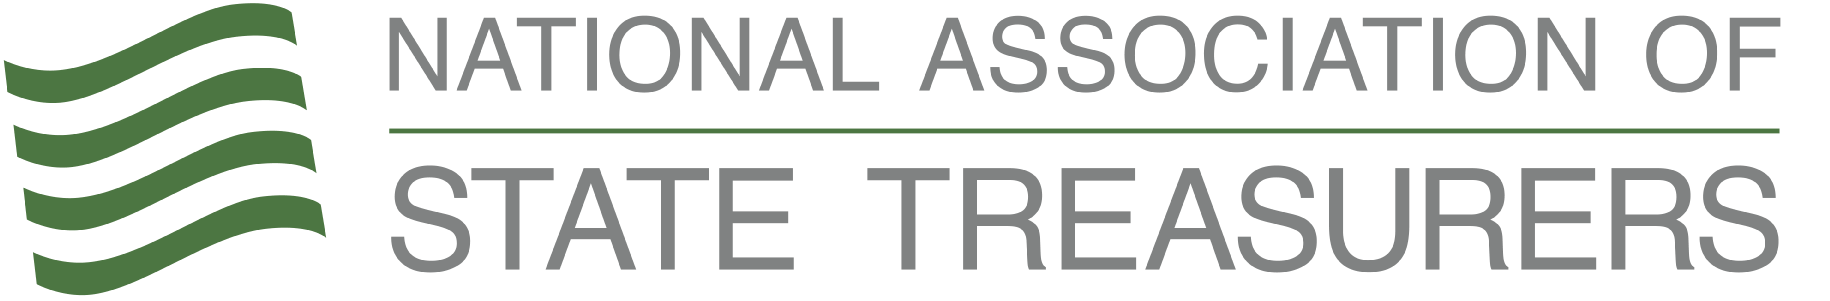 NATIONAL ASSOCIATION OF
STATE TREASURERS